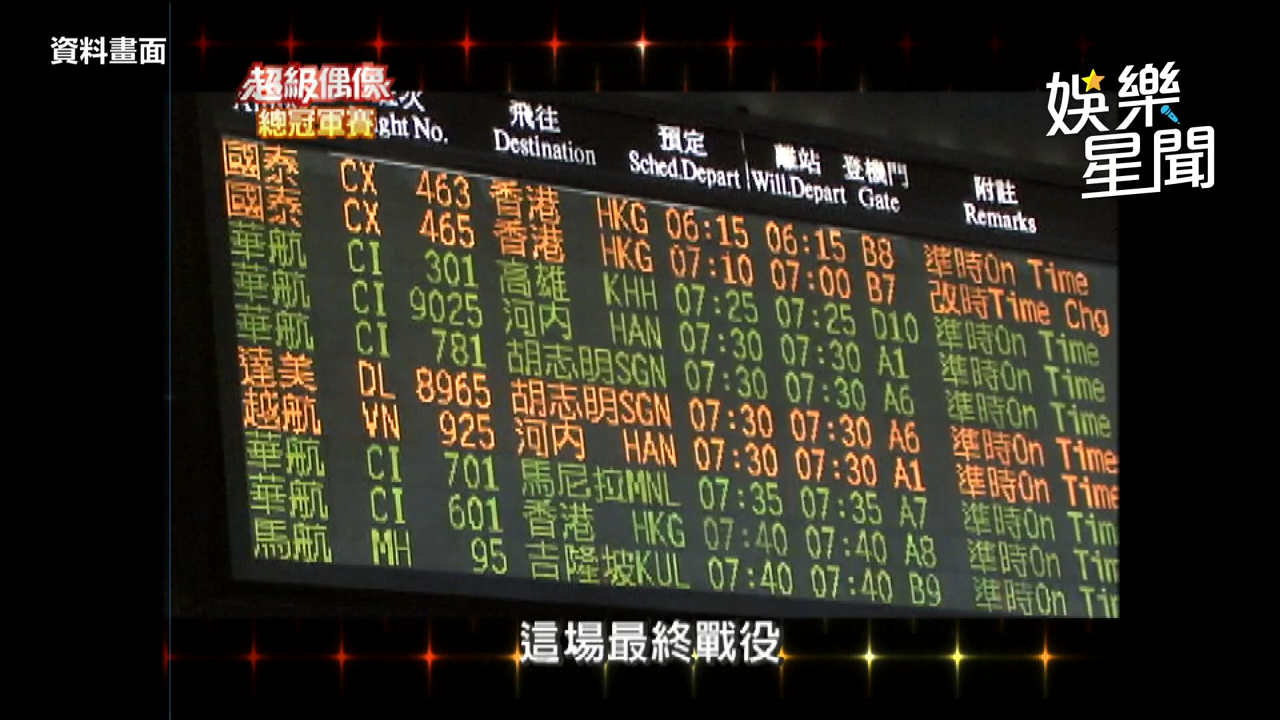 資料畫面
超級偶像
總冠軍賽
娛樂
星聞
飛往 預定 離站 登機門 附註
ght No. Destination Sched.Depart Will.Depart Gate Remarks
國泰 CX 463 香港 HKG 06:15 06:15 B8 準時On Time
國泰 CX 465 香港 HKG 07:10 07:00 B7 改時Time Chg
華航 CI 301 高雄 KHH 07:25 07:25 D10 準時On Time
華航 CI 9025 河內 HAN 07:30 07:30 A1 準時On Time
華航 CI 781 胡志明SGN 07:30 07:30 A6 準時On Time
達美 DL 8965 胡志明SGN 07:30 07:30 A6 準時On Time
越航 VN 925 河內 HAN 07:30 07:30 A1 準時On Time
華航 CI 701 馬尼拉MNL 07:35 07:35 A7 準時On Tim
華航 CI 601 香港 HKG 07:40 07:40 A8 準時On Tim
馬航 MH 95 吉隆坡KUL 07:40 07:40 B9 準時On Tim
這場最終戰役